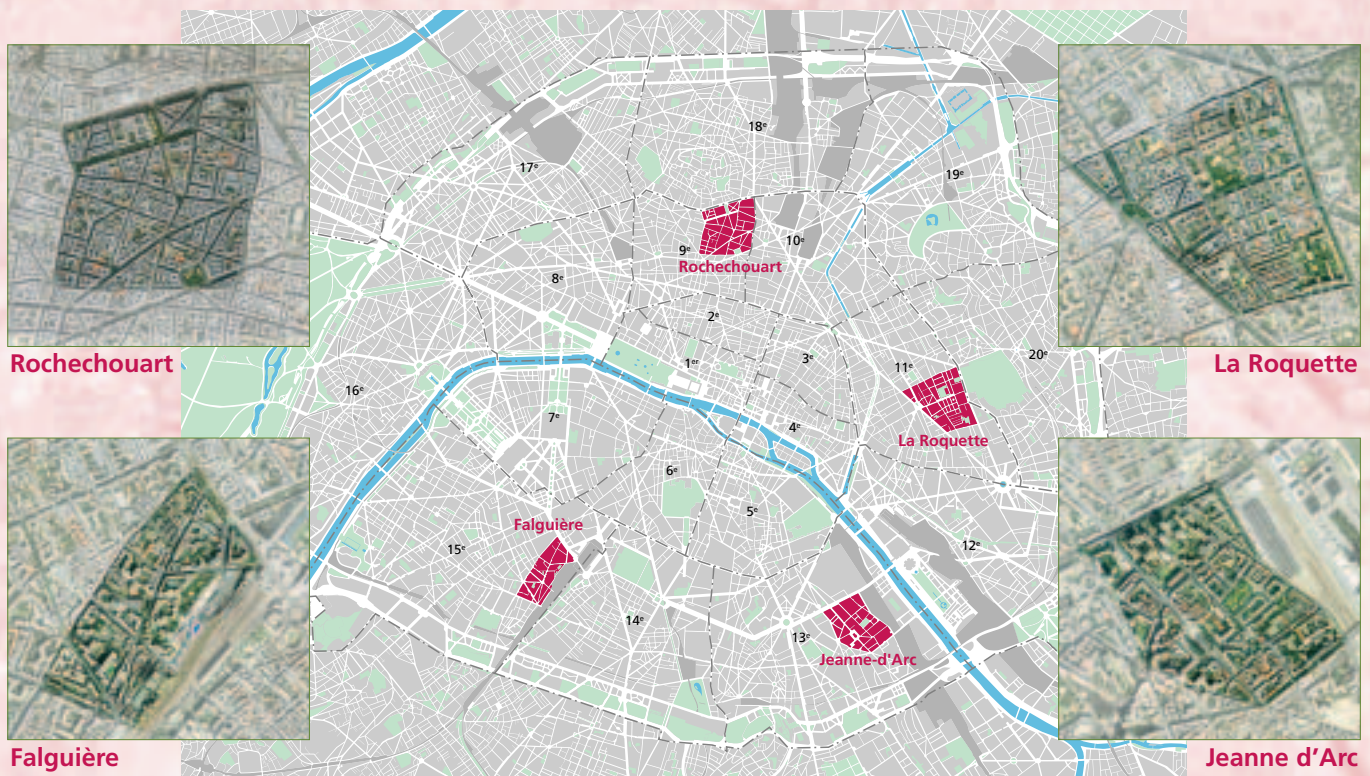 18e
17e
19e
9e
10e
Rochechouart
8e
2e
Rochechouart
1er
3e
11e
20e
La Roquette
16e
7e
4e
La Roquette
6e
5e
Falguière
15e
12e
14e
13e
Jeanne-d'Arc
Falguière
Jeanne d’Arc